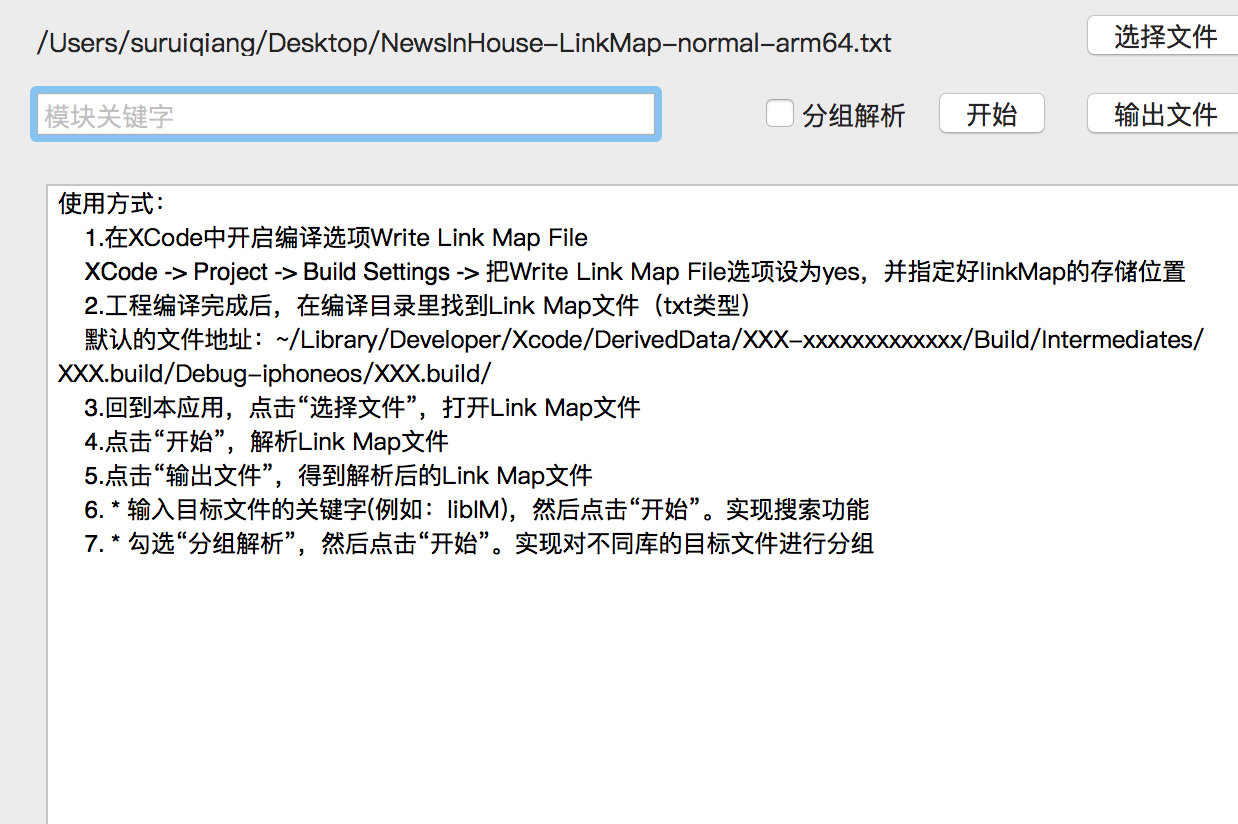 /Users/suruiqiang/Desktop/NewsInHouse-LinkMap-normal-arm64.txt
选择文件
模块关键字
分组解析
开始
输出文件
使用方式：
1.在XCode中开启编译选项Write Link Map File
XCode -> Project -> Build Settings -> 把Write Link Map File选项设为yes，并指定好linkMap的存储位置
2.工程编译完成后，在编译目录里找到Link Map文件（txt类型）
默认的文件地址：~/Library/Developer/Xcode/DerivedData/XXX-xxxxxxxxxxxxx/Build/Intermediates/
XXX.build/Debug-iphoneos/XXX.build/
3.回到本应用，点击“选择文件”，打开Link Map文件
4.点击“开始”，解析Link Map文件
5.点击“输出文件”，得到解析后的Link Map文件
6. * 输入目标文件的关键字(例如：libIM)，然后点击“开始”。实现搜索功能
7. * 勾选“分组解析”，然后点击“开始”。实现对不同库的目标文件进行分组